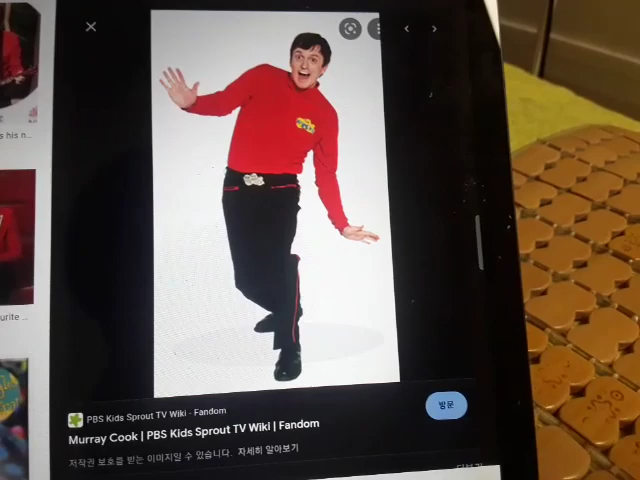 s his n...
urite ...
PBS Kids Sprout TV Wiki - Fandom
Murray Cook | PBS Kids Sprout TV Wiki | Fandom
방문
저작권 보호를 받는 이미지일 수 있습니다. 자세히 알아보기